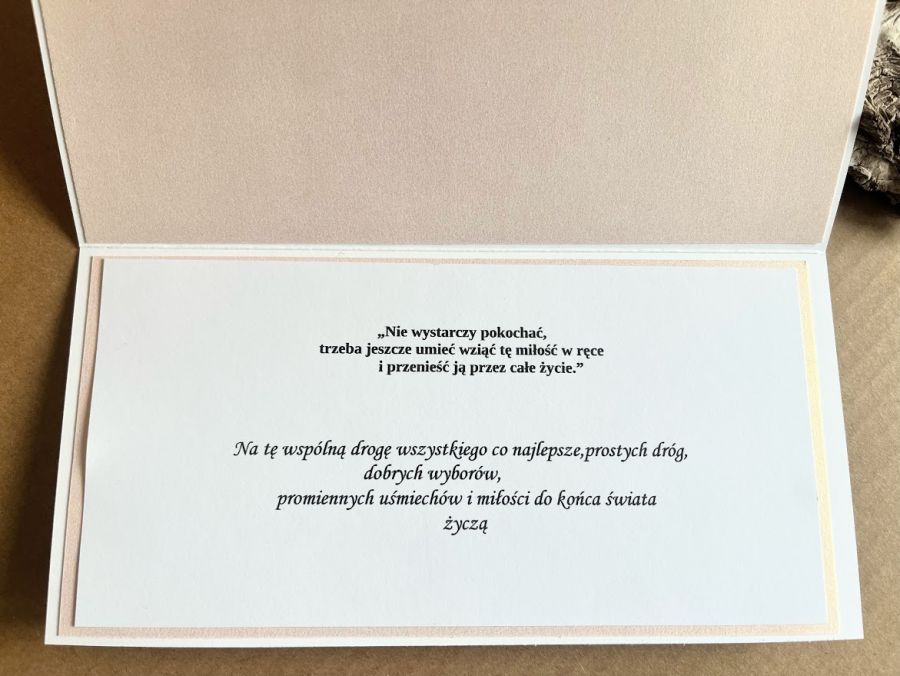 „Nie wystarczy pokochać,
trzeba jeszcze umieć wziąć tę miłość w ręce
i przenieść ją przez całe życie.”
Na tę wspólną drogę wszystkiego co najlepsze,prostych dróg,
dobrych wyborów,
promiennych uśmiechów i miłości do końca świata
życzą